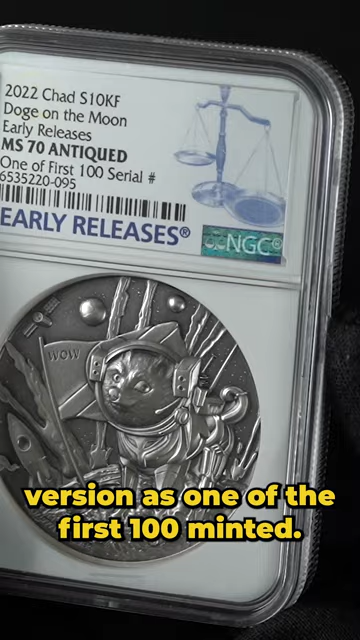 2022 Chad S10KF
Doge on the Moon
Early Releases
MS 70 ANTIQUED
One of First 100 Serial #
6535220-095
EARLY RELEASES®
NGC®
WOW
version as one of the
first 100 minted.